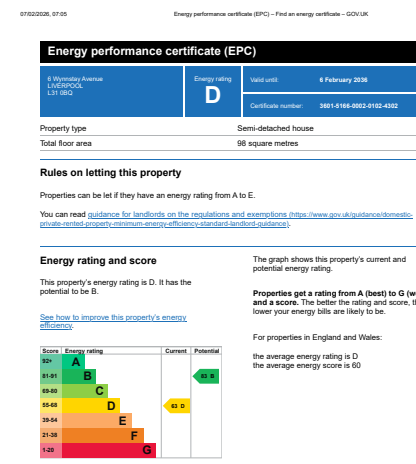 07/02/2026, 07:05
Energy performance certificate (EPC) – Find an energy certificate – GOV.UK
Energy performance certificate (EPC)
6 Wynnstay Avenue
LIVERPOOL
L31 0BQ
Energy rating
D
Valid until: 6 February 2036
Certificate number: 3601-5166-0002-0102-4302
Property type Semi-detached house
Total floor area 98 square metres
Rules on letting this property
Properties can be let if they have an energy rating from A to E.
You can read guidance for landlords on the regulations and exemptions (https://www.gov.uk/guidance/domestic-
private-rented-property-minimum-energy-efficiency-standard-landlord-guidance).
Energy rating and score
This property's energy rating is D. It has the
potential to be B.
See how to improve this property's energy
efficiency.
Score Energy rating Current Potential
92+ A
81-91 B 83 B
69-80 C
55-68 D 63 D
39-54 E
21-38 F
1-20 G
The graph shows this property's current and
potential energy rating.
Properties get a rating from A (best) to G (wo
and a score. The better the rating and score, th
lower your energy bills are likely to be.
For properties in England and Wales:
the average energy rating is D
the average energy score is 60